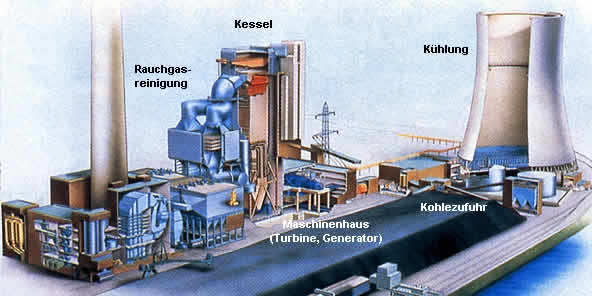 Kessel
Rauchgas-
reinigung
Kühlung
Kohlezufuhr
Maschinenhaus
(Turbine, Generator)